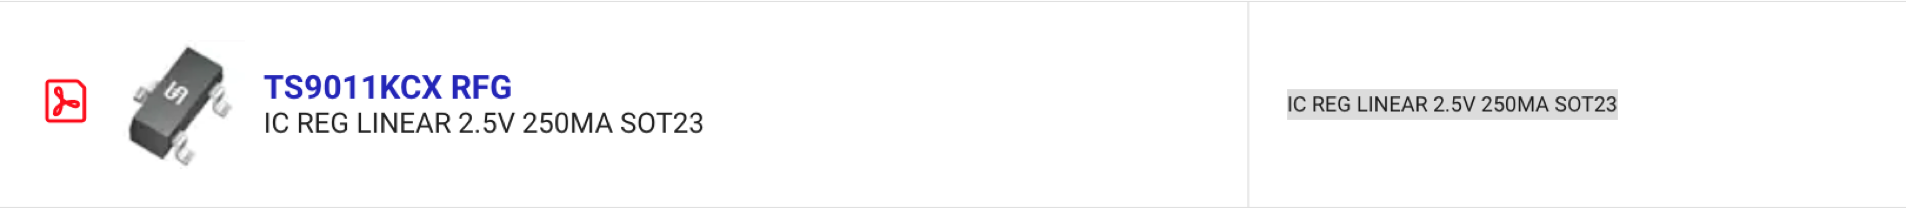 TS9011KCX RFG
IC REG LINEAR 2.5V 250MA SOT23
IC REG LINEAR 2.5V 250MA SOT23